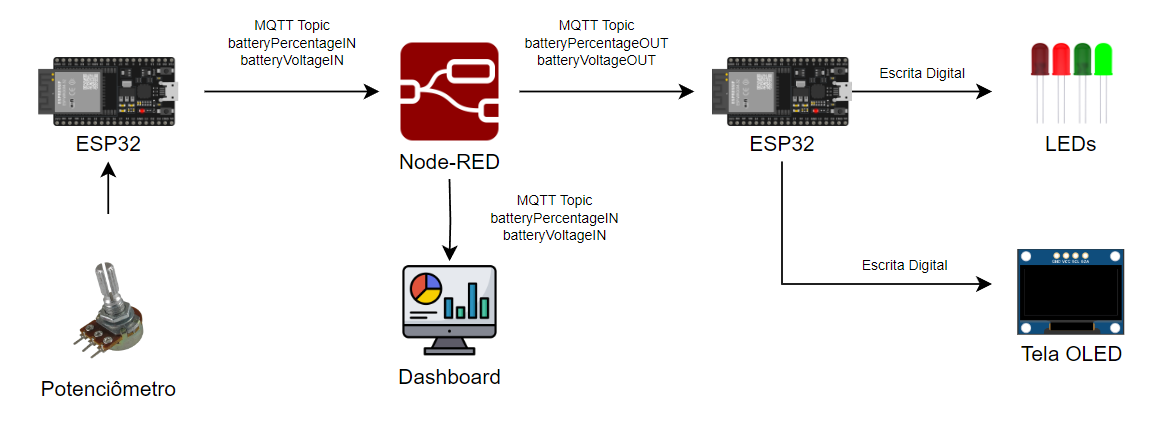 MQTT Topic
batteryPercentageIN
batteryVoltageIN
MQTT Topic
batteryPercentageOUT
batteryVoltageOUT
Escrita Digital
ESP32
Node-RED
ESP32
LEDs
MQTT Topic
batteryPercentageIN
batteryVoltageIN
Escrita Digital
GND VCC SCL SDA
Potenciômetro
Dashboard
Tela OLED